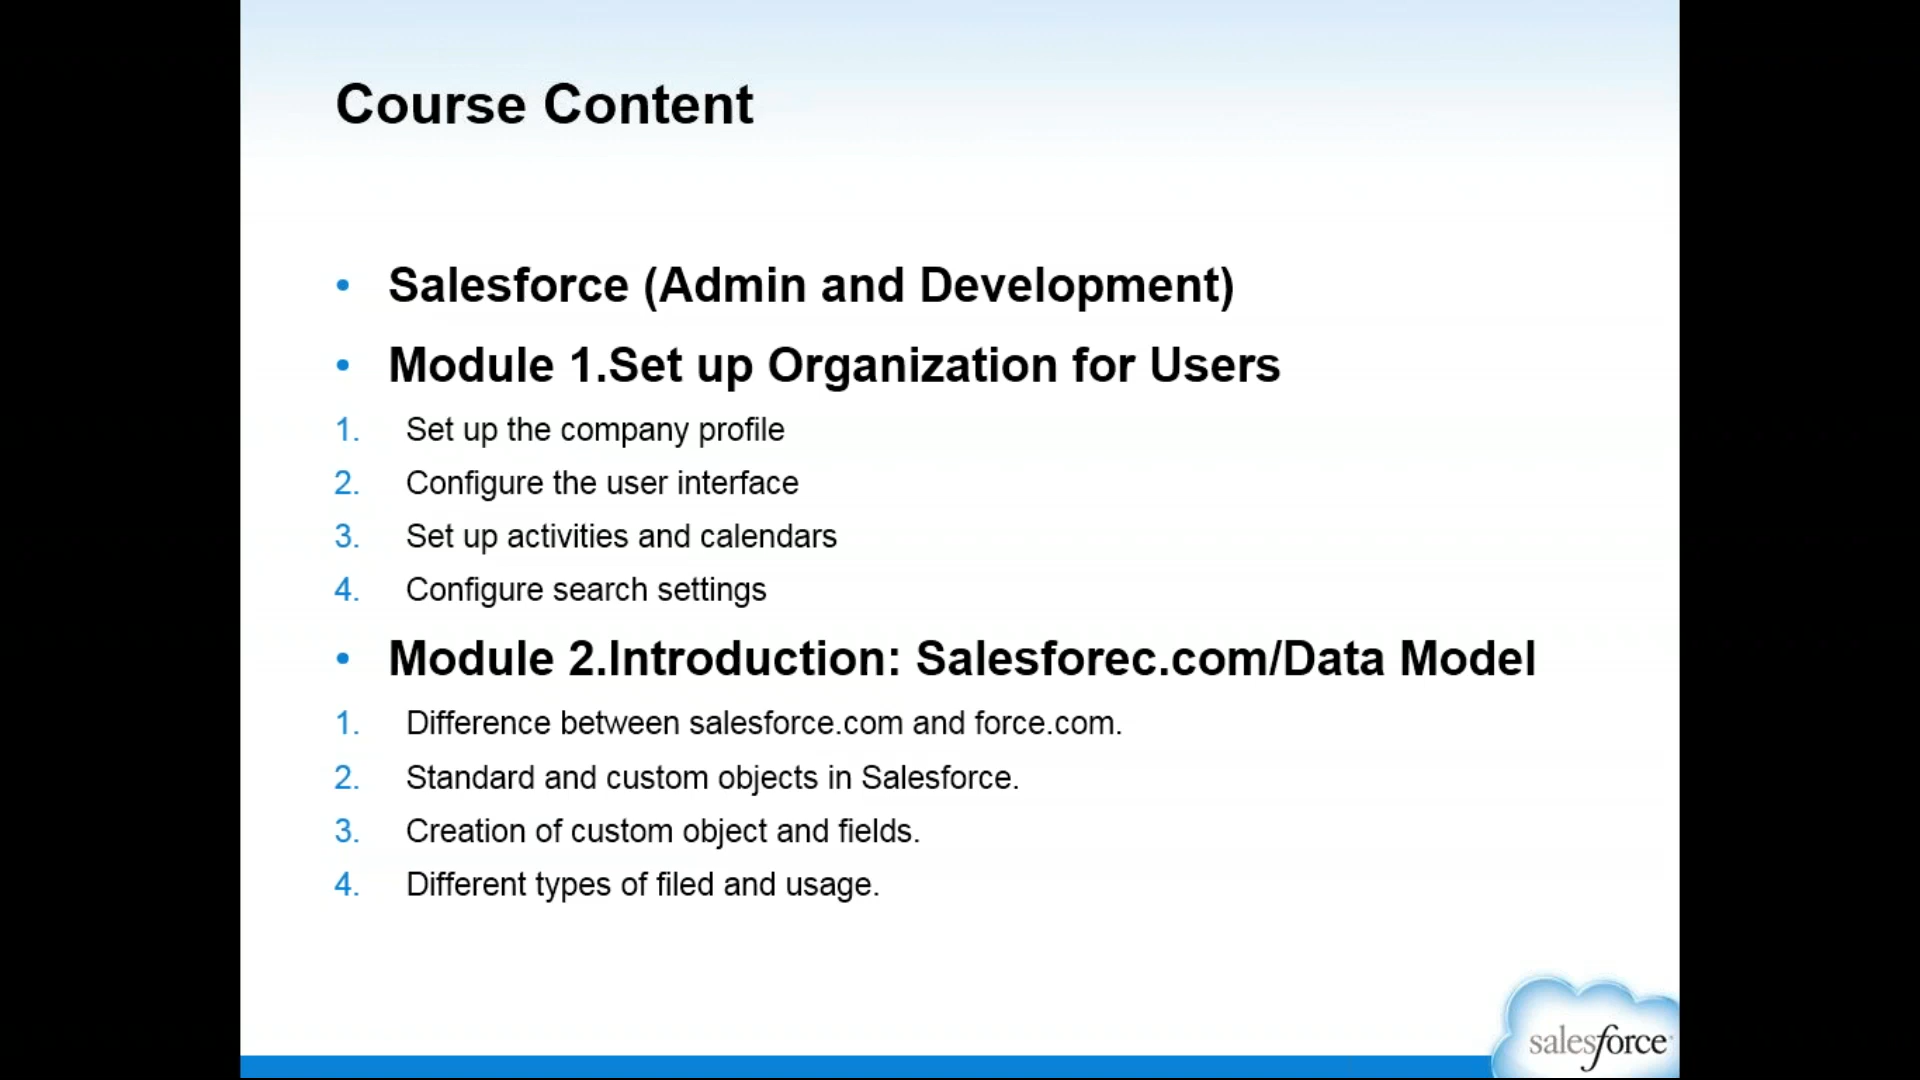 Course Content
• Salesforce (Admin and Development)
• Module 1.Set up Organization for Users
1. Set up the company profile
2. Configure the user interface
3. Set up activities and calendars
4. Configure search settings
• Module 2.Introduction: Salesforec.com/Data Model
1. Difference between salesforce.com and force.com.
2. Standard and custom objects in Salesforce.
3. Creation of custom object and fields.
4. Different types of filed and usage.
salesforce